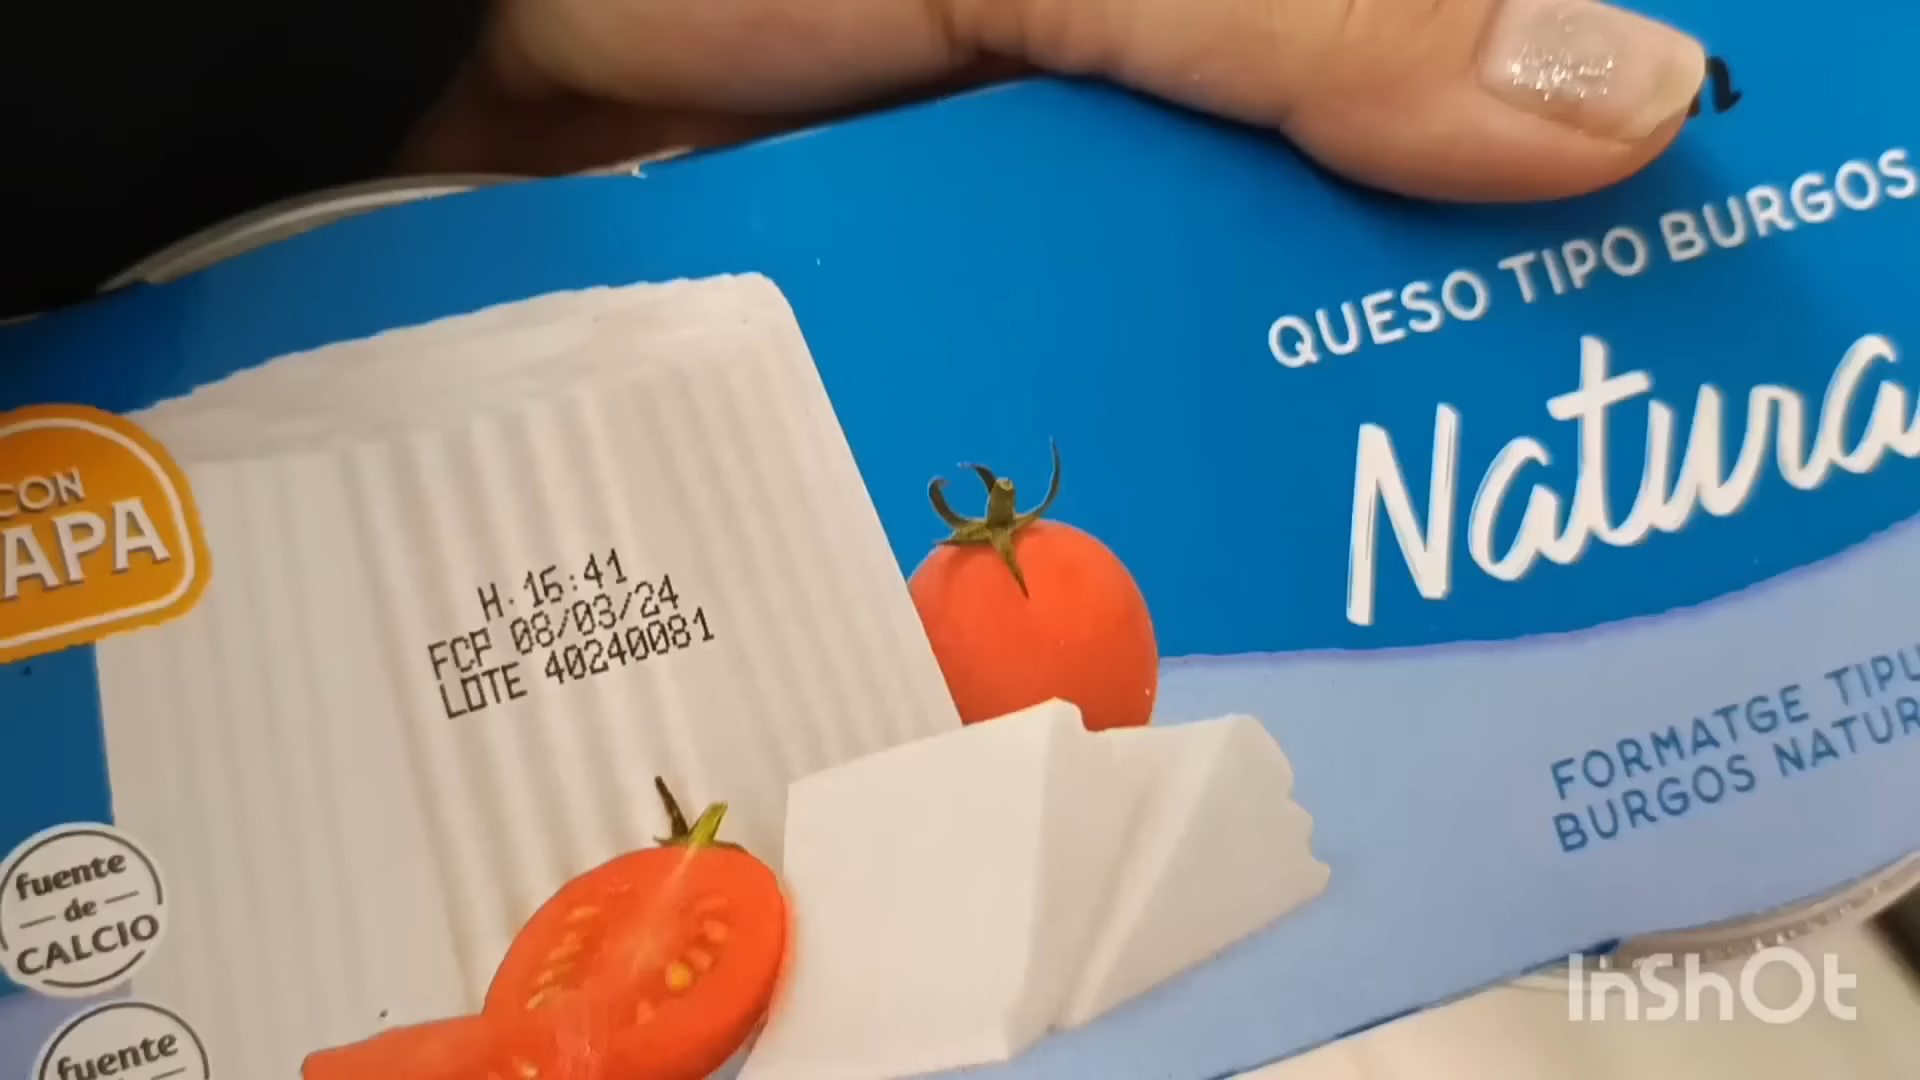 QUESO TIPO BURGOS
Natura
CON
APA
H. 16:41
FCP 08/03/24
LOTE 40240081
FORMATGE TIPU
BURGOS NATUR
fuente
de
CALCIO
fuente
InShOt